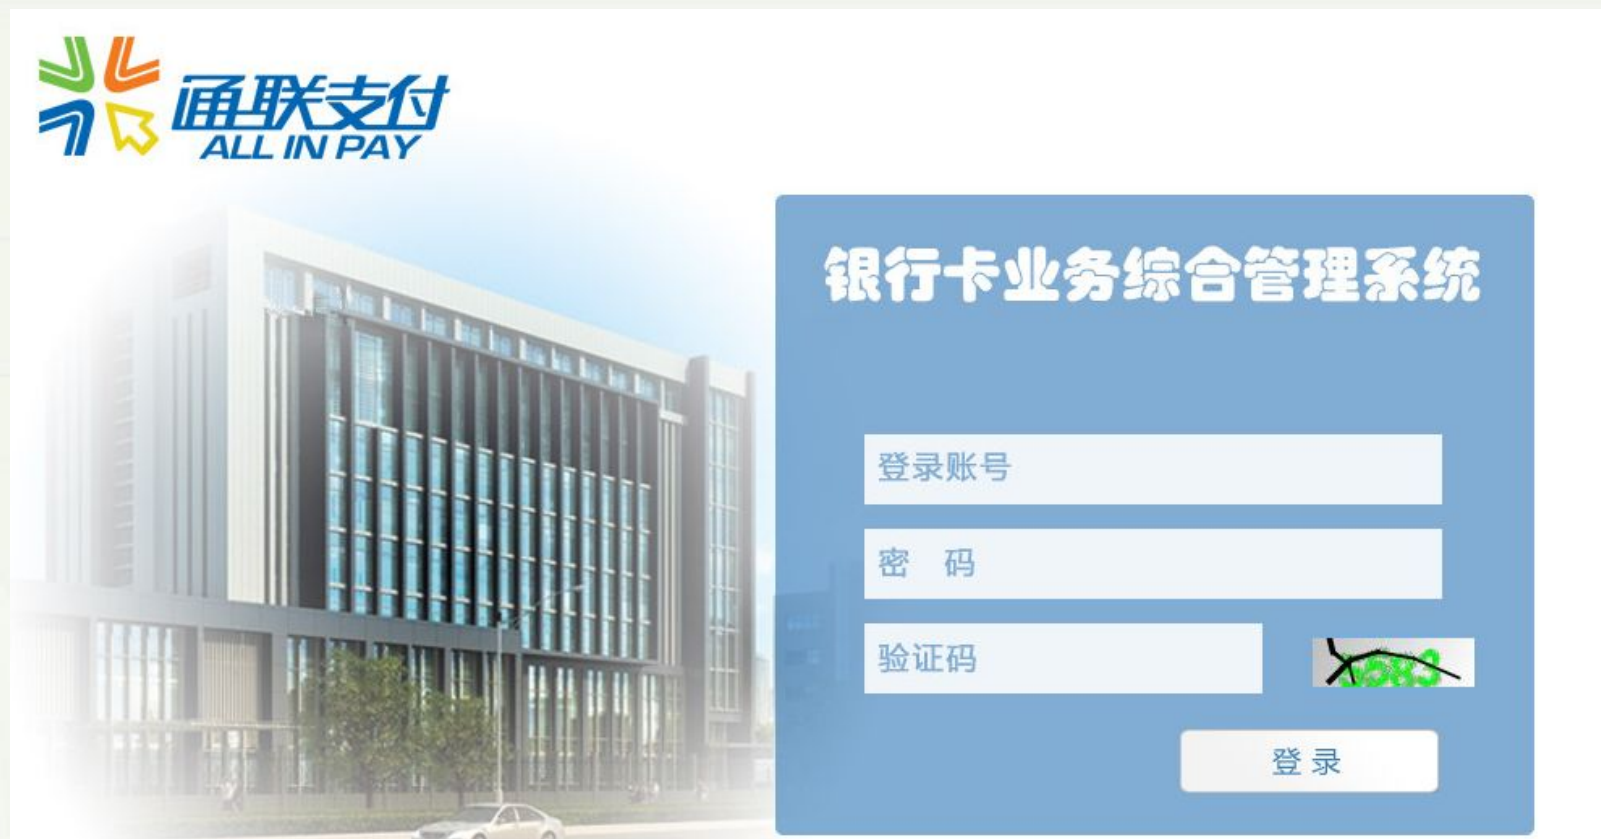 通联支付
ALL IN PAY
银行卡业务综合管理系统
登录账号
密 码
验证码
登 录